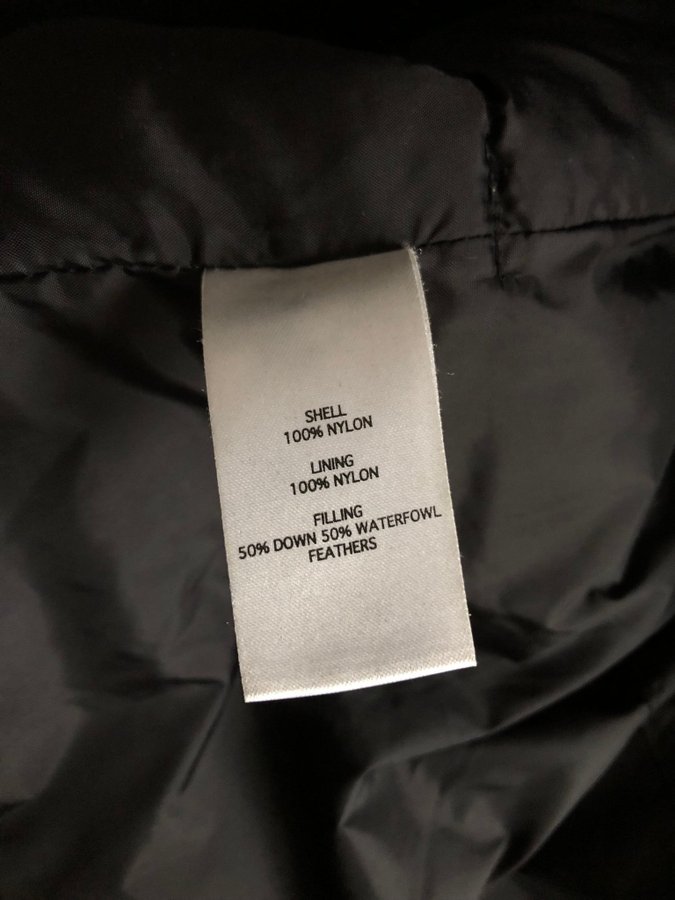 SHELL
100% NYLON
LINING
100% NYLON
FILLING
50% DOWN 50% WATERFOWL
FEATHERS